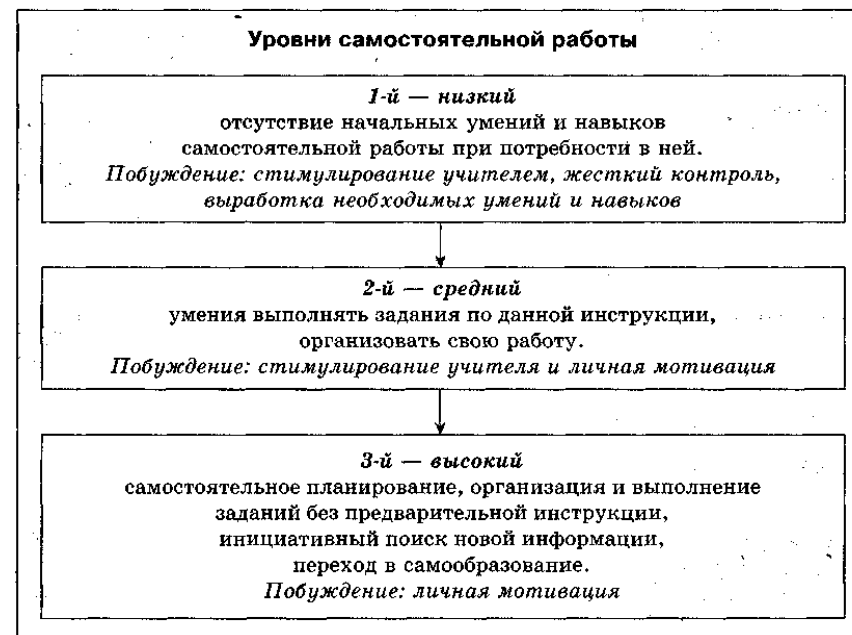 Уровни самостоятельной работы
1-й — низкий
отсутствие начальных умений и навыков
самостоятельной работы при потребности в ней.
Побуждение: стимулирование учителем, жесткий контроль,
выработка необходимых умений и навыков
2-й — средний
умения выполнять задания по данной инструкции,
организовать свою работу.
Побуждение: стимулирование учителя и личная мотивация
3-й — высокий
самостоятельное планирование, организация и выполнение
заданий без предварительной инструкции,
инициативный поиск новой информации,
переход в самообразование.
Побуждение: личная мотивация